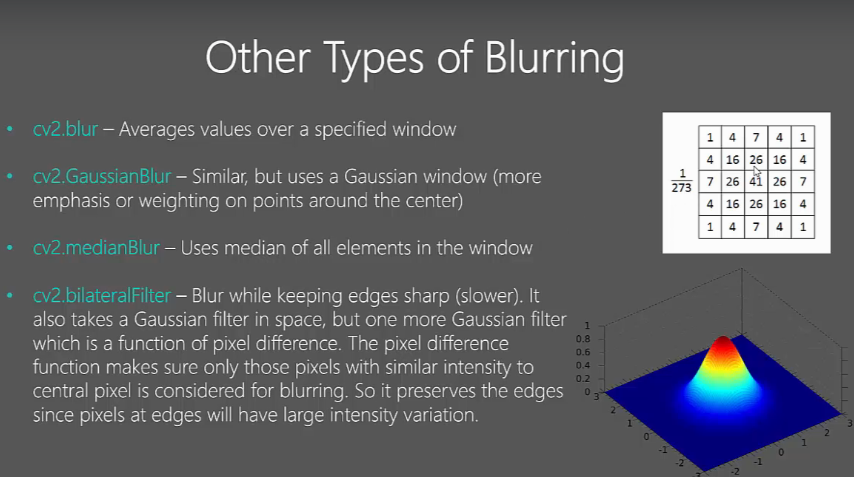 Other Types of Blurring
• cv2.blur – Averages values over a specified window
• cv2.GaussianBlur – Similar, but uses a Gaussian window (more
emphasis or weighting on points around the center)
• cv2.medianBlur – Uses median of all elements in the window
• cv2.bilateralFilter – Blur while keeping edges sharp (slower). It
also takes a Gaussian filter in space, but one more Gaussian filter
which is a function of pixel difference. The pixel difference
function makes sure only those pixels with similar intensity to
central pixel is considered for blurring. So it preserves the edges
since pixels at edges will have large intensity variation.
1
273
1 4 7 4 1
4 16 26 16 4
7 26 41 26 7
4 16 26 16 4
1 4 7 4 1
1
0.8
0.6
0.4
0.2
0
3
2
1
0
-1
-2
3
-2
-1
0
1
2
3